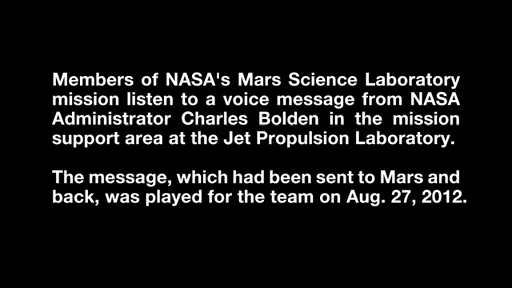 Members of NASA's Mars Science Laboratory
mission listen to a voice message from NASA
Administrator Charles Bolden in the mission
support area at the Jet Propulsion Laboratory.
The message, which had been sent to Mars and
back, was played for the team on Aug. 27, 2012.